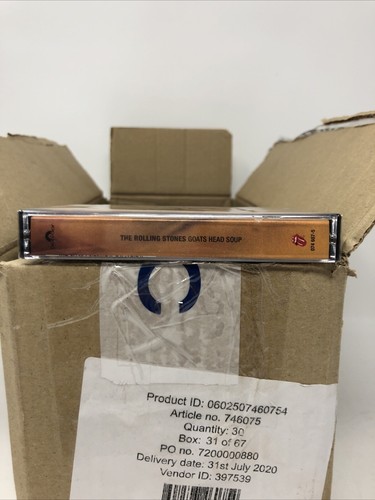 THE ROLLING STONES GOATS HEAD SOUP
Product ID: 0602507460754
Article no. 746075
Quantity: 30
Box: 31 of 67
PO no. 7200000880
Delivery date: 31st July 2020
Vendor ID: 397539